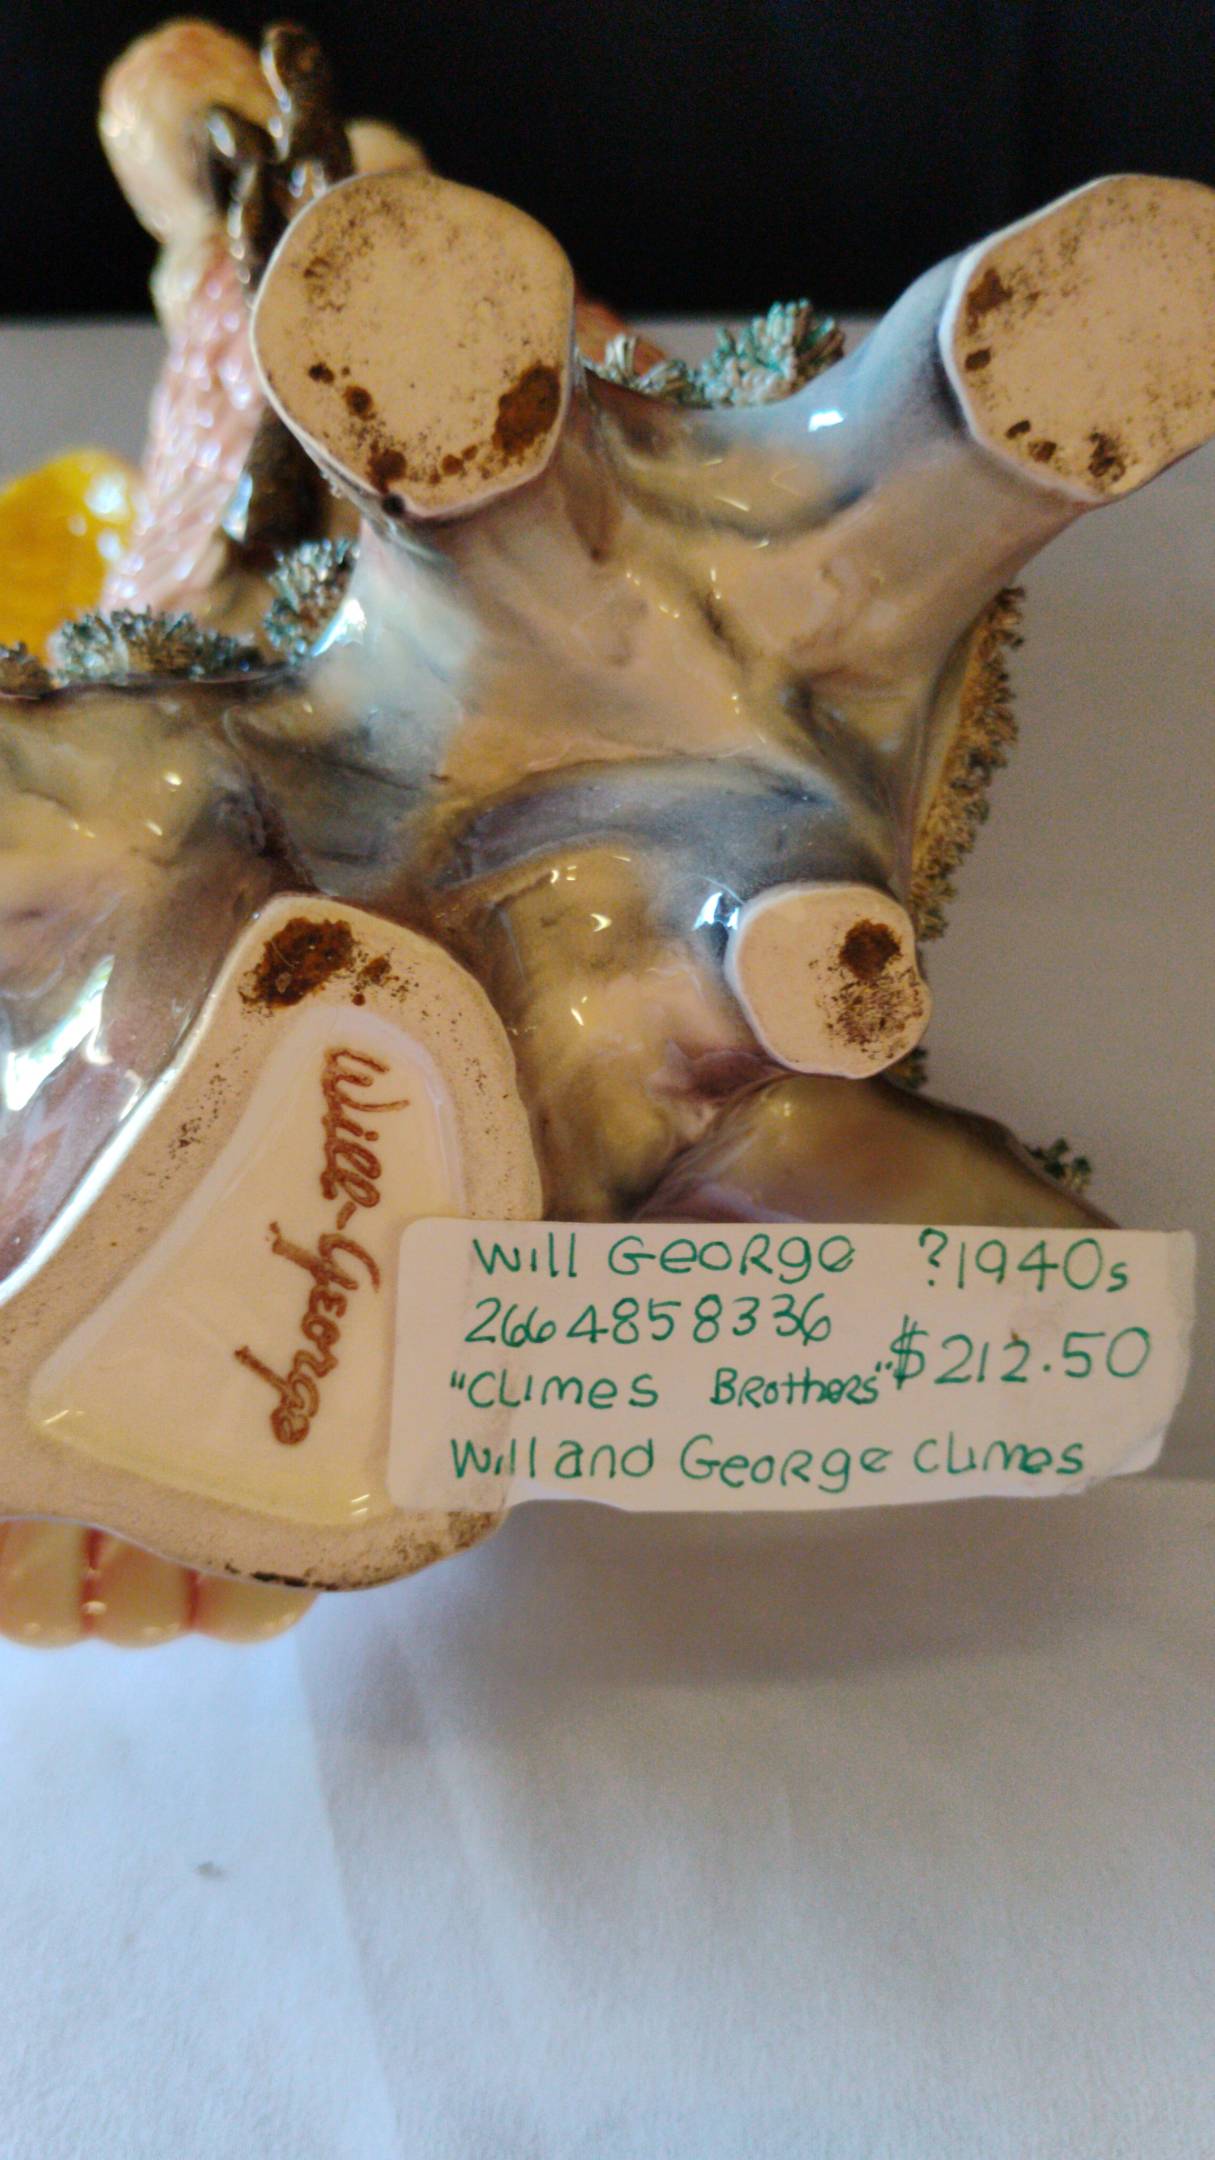 Will-George
Will GEORGE ?1940s
2664858336
$212.50
"CLIMES BROTHERS"
Will and GEORGE CLIMES